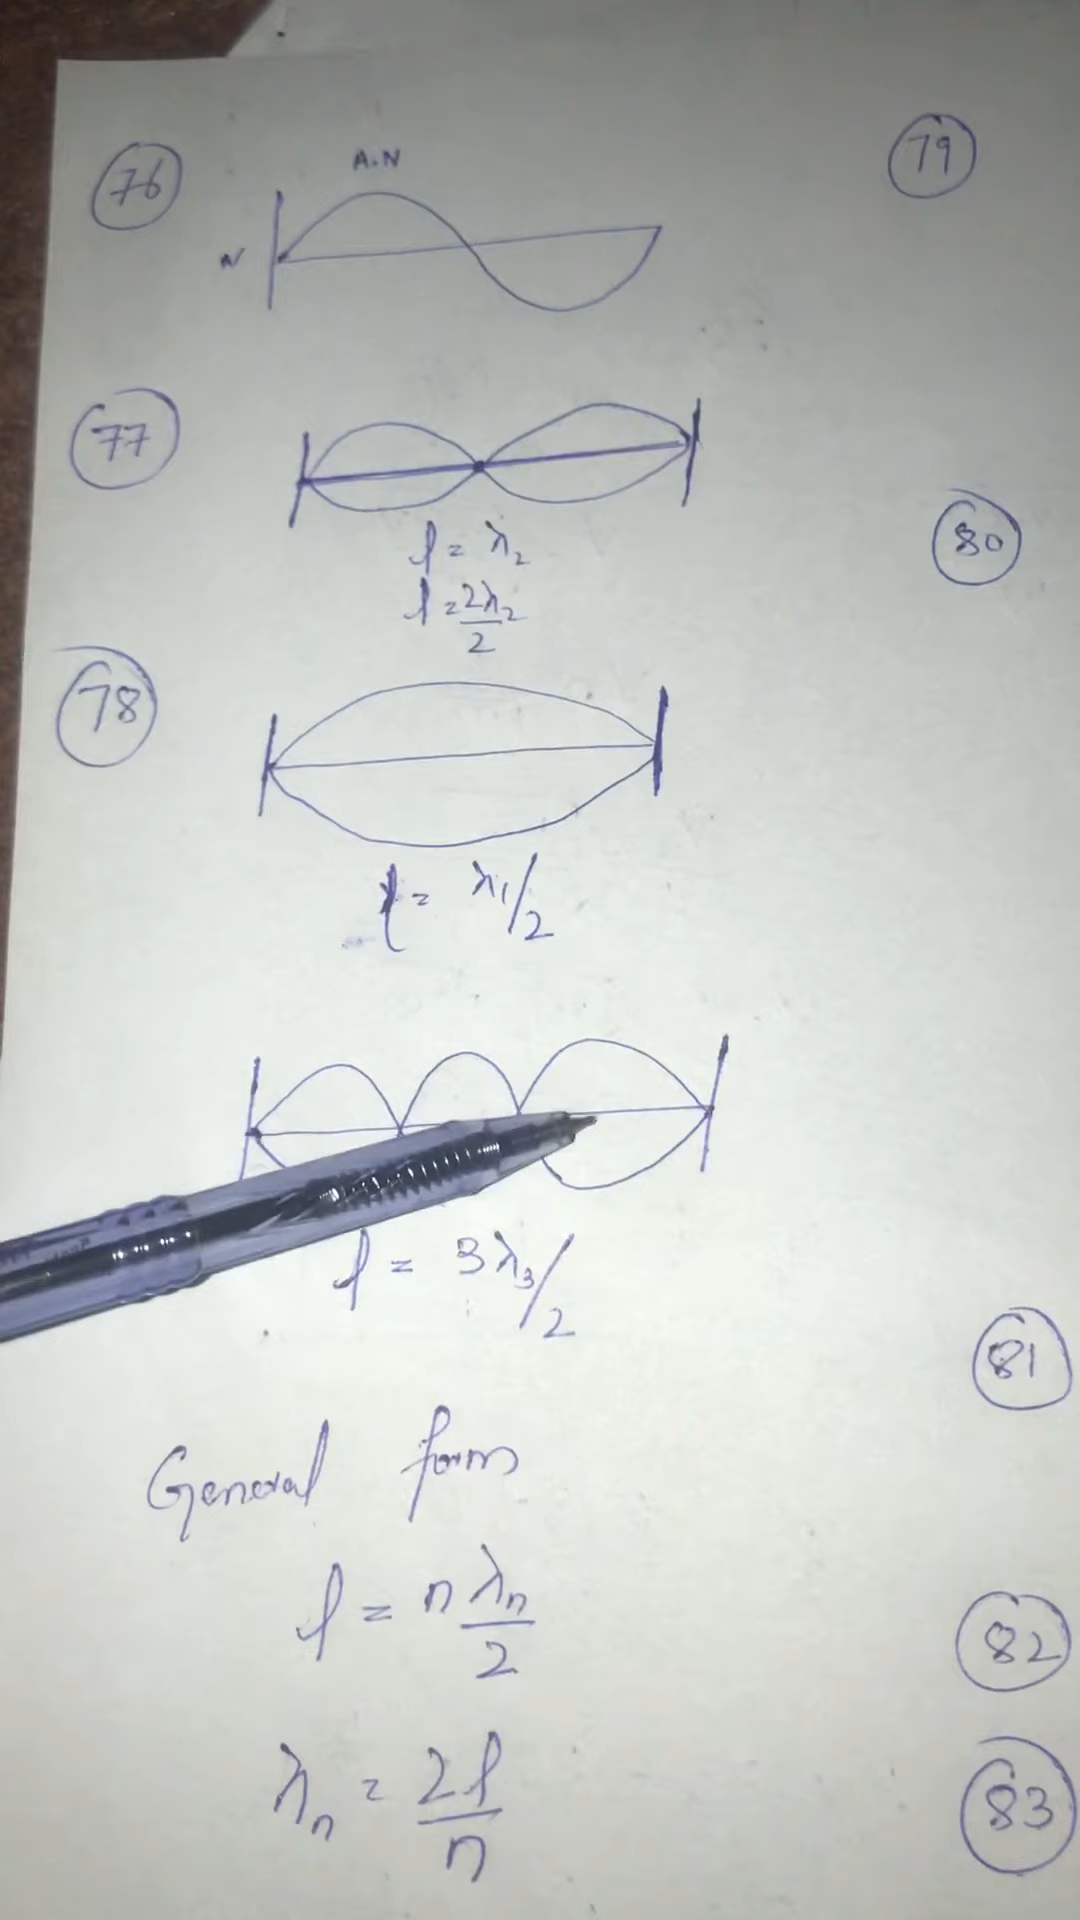 76
A.N
79
N
77
l = λ₂
l = 2λ₂/2
80
78
l = λ₁/2
l = 3λ₃/2
81
General form
l = nλₙ/2
82
λₙ = 2l/n
83